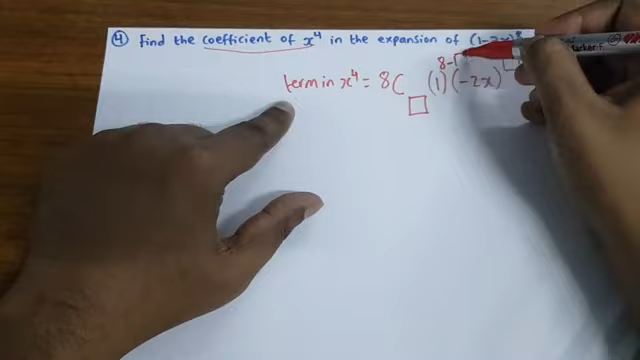 ④ Find the coefficient of x⁴ in the expansion of (1-2x)⁸
8-
term in x⁴ = 8C (1)(-2x)